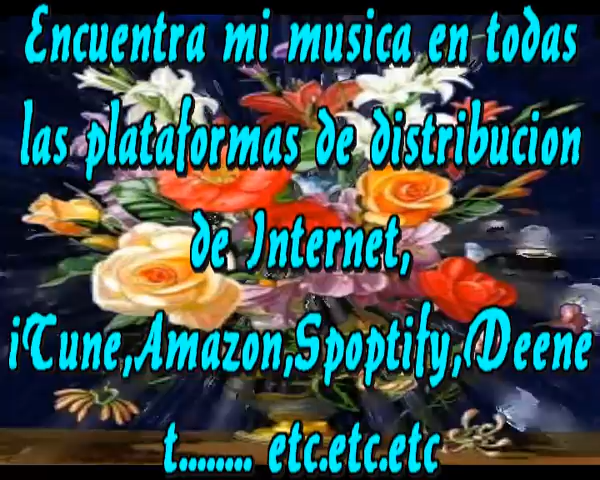 Encuentra mi musica en todas
las plataformas de distribucion
de Internet,
iTune,Amazon,Spoptify,Deene
t........ etc.etc.etc